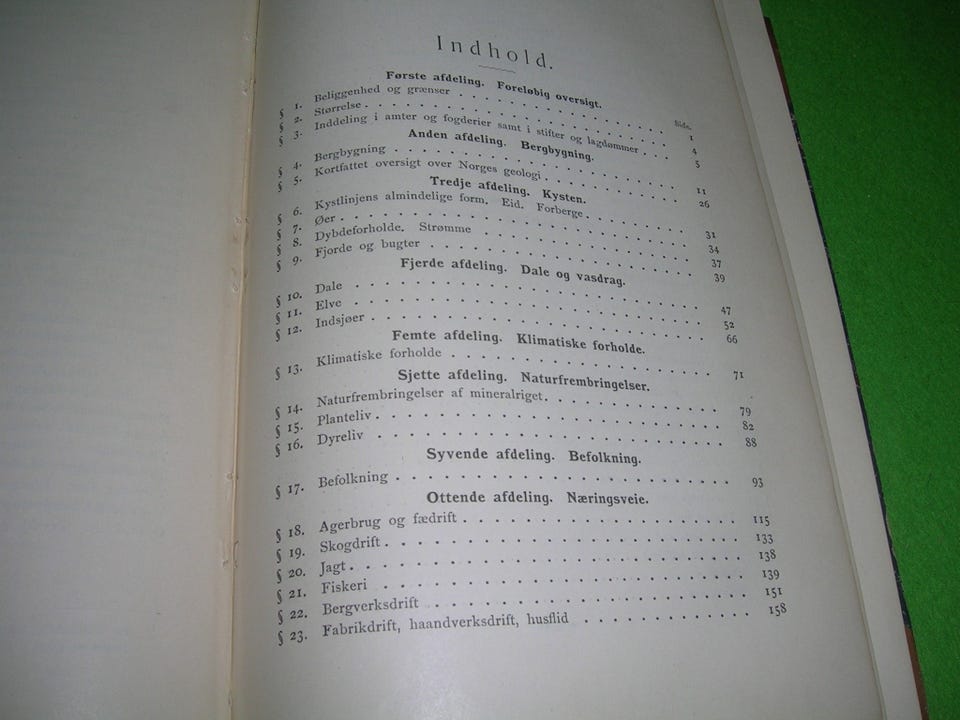 Indhold.
Første afdeling. Foreløbig oversigt.
Side.
§ 1. Beliggenhed og grænser . . . . . . . . . . . . 1
§ 2. Størrelse . . . . . . . . . . . . . . . . 4
§ 3. Inddeling i amter og fogderier samt i stifter og lagdømmer . . . 5
Anden afdeling. Bergbygning.
§ 4. Bergbygning . . . . . . . . . . . . . . . 11
§ 5. Kortfattet oversigt over Norges geologi . . . . . . . . 26
Tredje afdeling. Kysten.
§ 6. Kystlinjens almindelige form. Eid. Forberge . . . . . . . 31
§ 7. Øer . . . . . . . . . . . . . . . . . . 34
§ 8. Dybdeforholde. Strømme . . . . . . . . . . . . 37
§ 9. Fjorde og bugter . . . . . . . . . . . . . . 39
Fjerde afdeling. Dale og vasdrag.
§ 10. Dale . . . . . . . . . . . . . . . . . . 47
§ 11. Elve . . . . . . . . . . . . . . . . . . 52
§ 12. Indsjøer . . . . . . . . . . . . . . . . . 66
Femte afdeling. Klimatiske forholde.
§ 13. Klimatiske forholde . . . . . . . . . . . . . 71
Sjette afdeling. Naturfrembringelser.
§ 14. Naturfrembringelser af mineralriget . . . . . . . . . 79
§ 15. Planteliv . . . . . . . . . . . . . . . . . 82
§ 16. Dyreliv . . . . . . . . . . . . . . . . . 88
Syvende afdeling. Befolkning.
§ 17. Befolkning . . . . . . . . . . . . . . . . 93
Ottende afdeling. Næringsveie.
§ 18. Agerbrug og fædrift . . . . . . . . . . . . . 115
§ 19. Skogdrift . . . . . . . . . . . . . . . . . 133
§ 20. Jagt . . . . . . . . . . . . . . . . . . 138
§ 21. Fiskeri . . . . . . . . . . . . . . . . . 139
§ 22. Bergverksdrift . . . . . . . . . . . . . . . 151
§ 23. Fabrikdrift, haandverksdrift, husflid . . . . . . . . 158